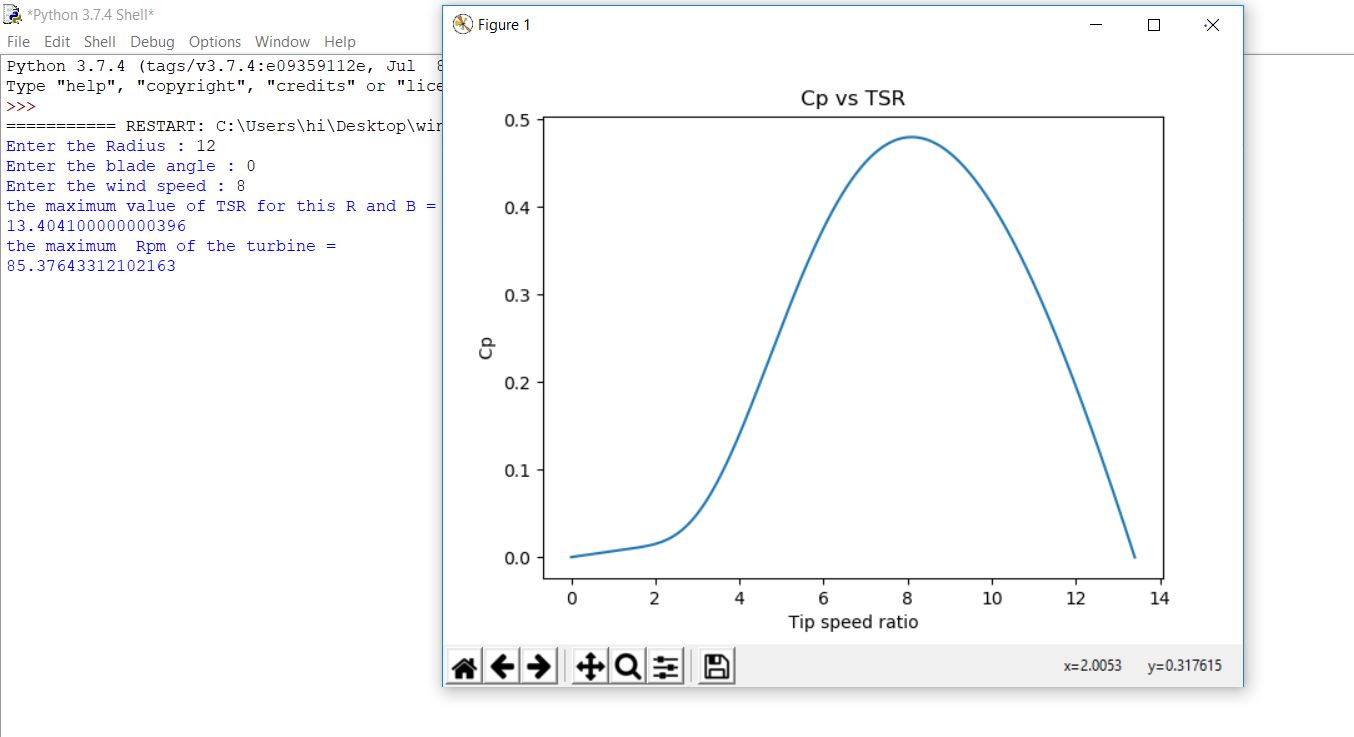 *Python 3.7.4 Shell*
File Edit Shell Debug Options Window Help
Python 3.7.4 (tags/v3.7.4:e09359112e, Jul 8
Type "help", "copyright", "credits" or "lice
>>>
=========== RESTART: C:\Users\hi\Desktop\win
Enter the Radius : 12
Enter the blade angle : 0
Enter the wind speed : 8
the maximum value of TSR for this R and B =
13.404100000000396
the maximum  Rpm of the turbine =
85.37643312102163
Figure 1
Cp vs TSR
0.5
0.4
0.3
0.2
0.1
0.0
Cp
0 2 4 6 8 10 12 14
Tip speed ratio
x=2.0053 y=0.317615